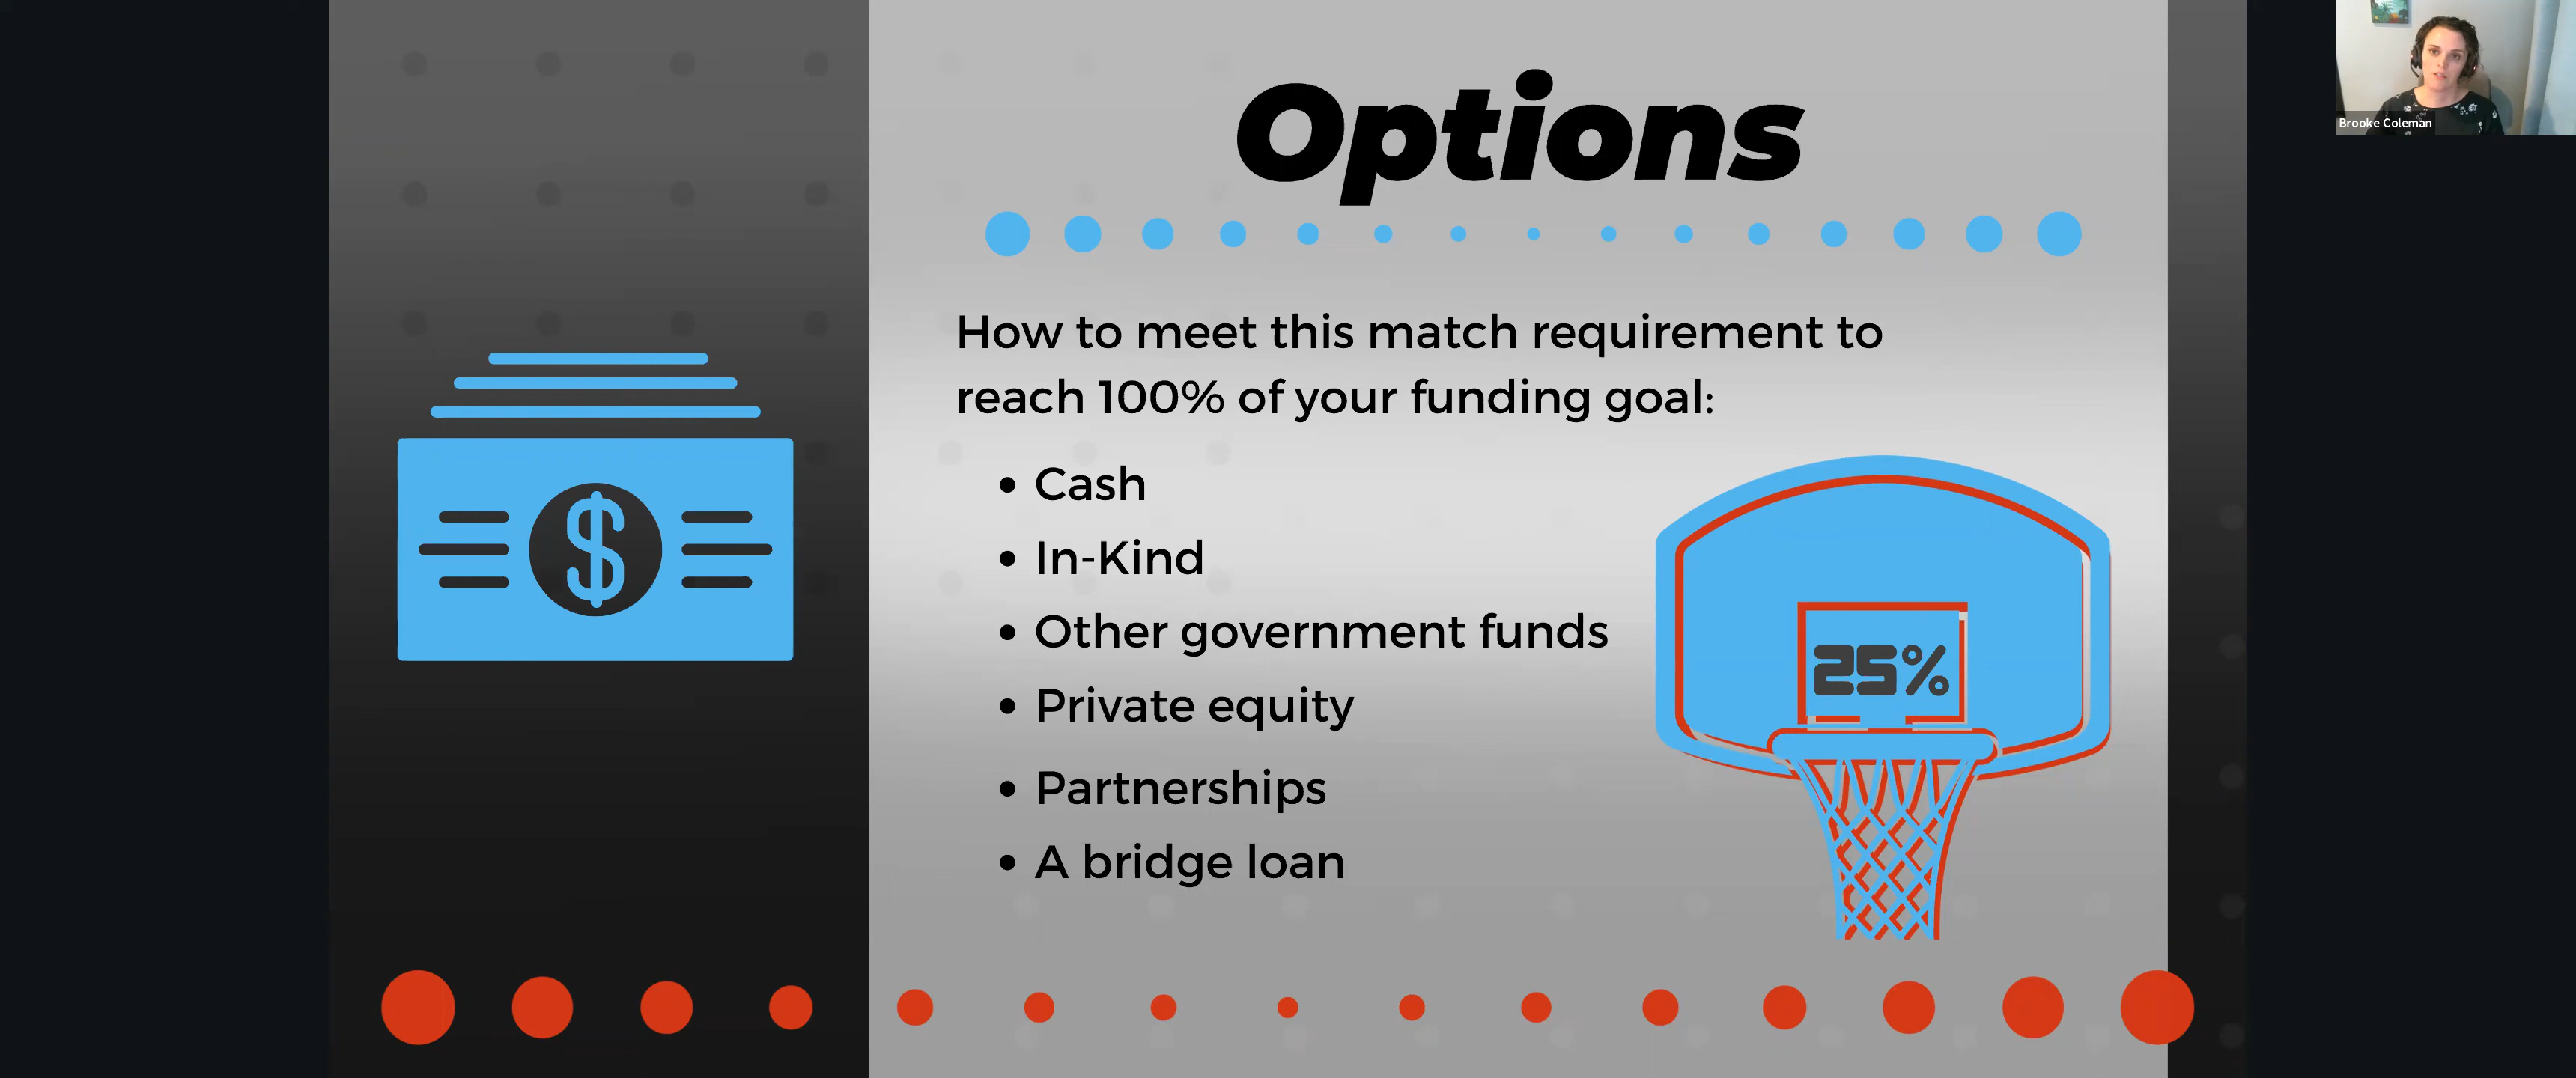 Options
How to meet this match requirement to
reach 100% of your funding goal:
• Cash
• In-Kind
• Other government funds
• Private equity
• Partnerships
• A bridge loan
$
25%
Brooke Coleman